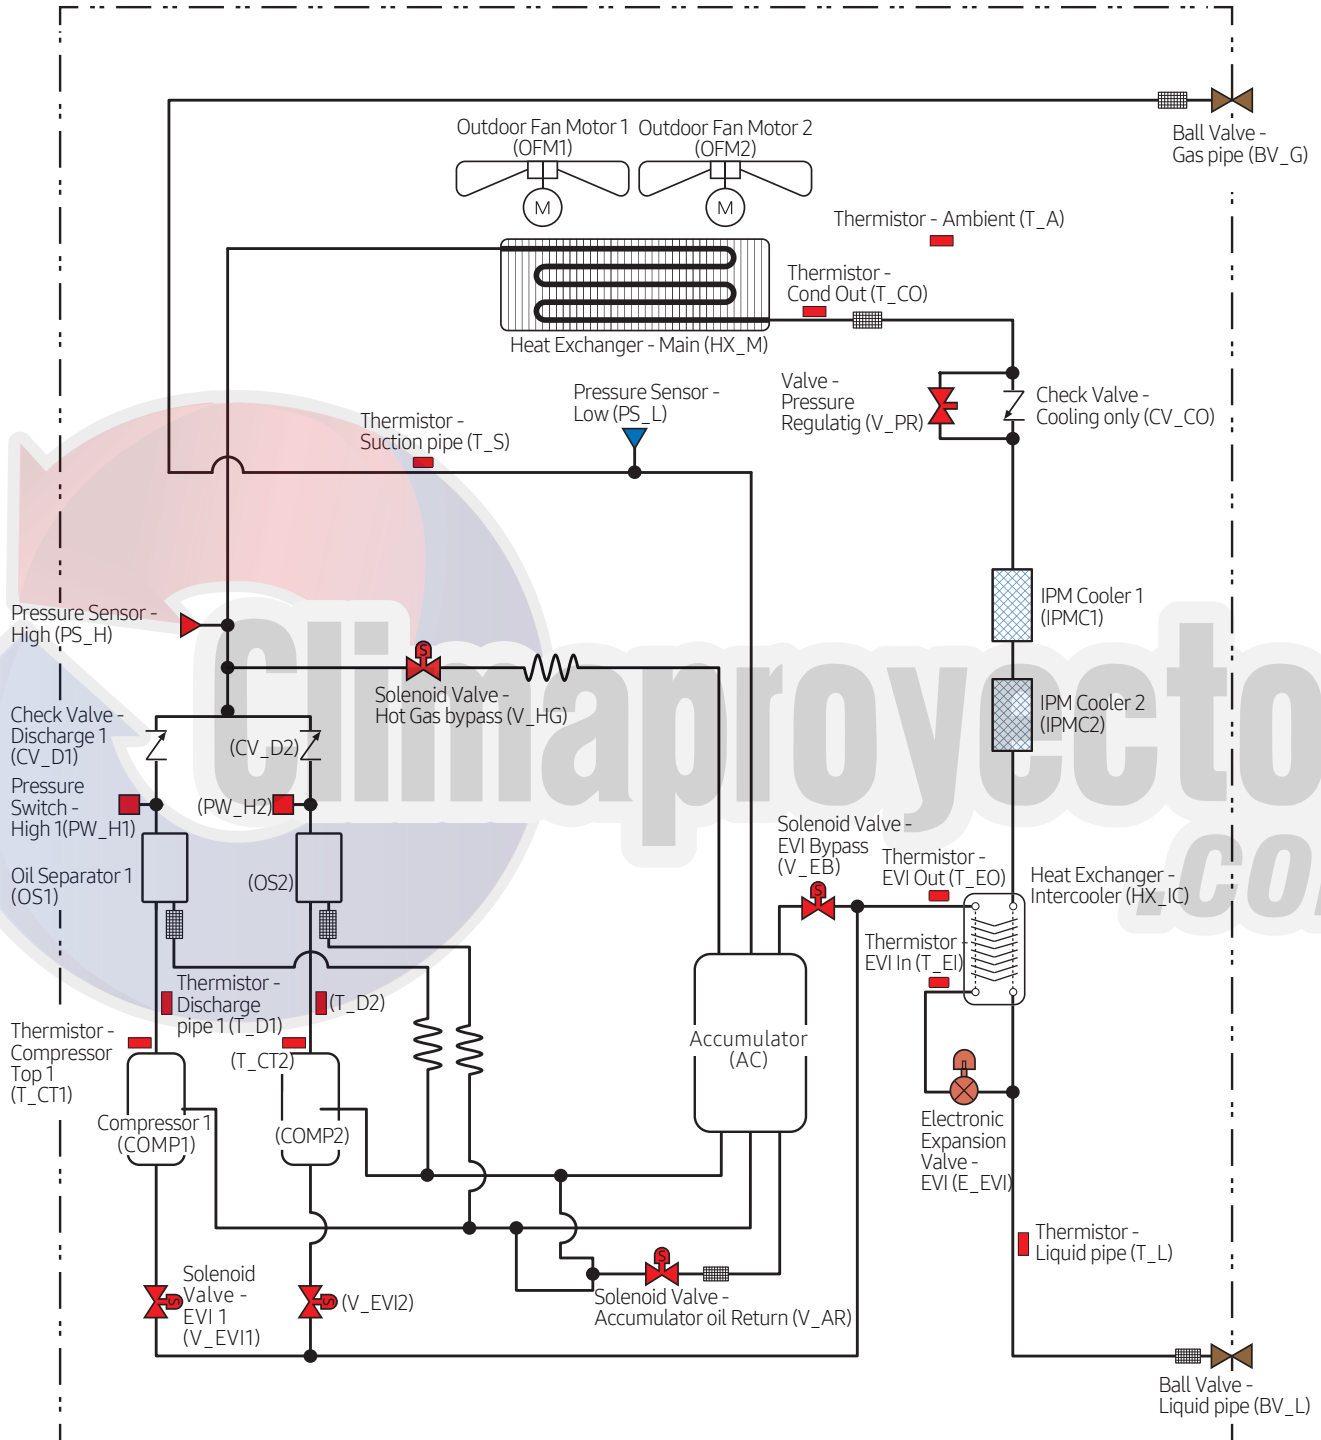 Ball Valve -
Gas pipe (BV_G)
Outdoor Fan Motor 1
(OFM1)
Outdoor Fan Motor 2
(OFM2)
M
M
Thermistor - Ambient (T_A)
Thermistor -
Cond Out (T_CO)
Heat Exchanger - Main (HX_M)
Valve -
Pressure
Regulatig (V_PR)
Check Valve -
Cooling only (CV_CO)
Pressure Sensor -
Low (PS_L)
Thermistor -
Suction pipe (T_S)
IPM Cooler 1
(IPMC1)
Pressure Sensor -
High (PS_H)
S
Solenoid Valve -
Hot Gas bypass (V_HG)
IPM Cooler 2
(IPMC2)
Climaproyecto
.co
Check Valve -
Discharge 1
(CV_D1)
(CV_D2)
Pressure
Switch -
High 1(PW_H1)
(PW_H2)
Solenoid Valve -
EVI Bypass
(V_EB)
S
Thermistor -
EVI Out (T_EO)
Heat Exchanger -
Intercooler (HX_IC)
Oil Separator 1
(OS1)
(OS2)
Thermistor -
EVI In (T_EI)
Thermistor -
Discharge
pipe 1 (T_D1)
(T_D2)
Thermistor -
Compressor
Top 1
(T_CT1)
(T_CT2)
Accumulator
(AC)
Compressor 1
(COMP1)
(COMP2)
Electronic
Expansion
Valve -
EVI (E_EVI)
Thermistor -
Liquid pipe (T_L)
S
Solenoid Valve -
Accumulator oil Return (V_AR)
Solenoid
Valve -
EVI 1
(V_EVI1)
S
S
(V_EVI2)
Ball Valve -
Liquid pipe (BV_L)